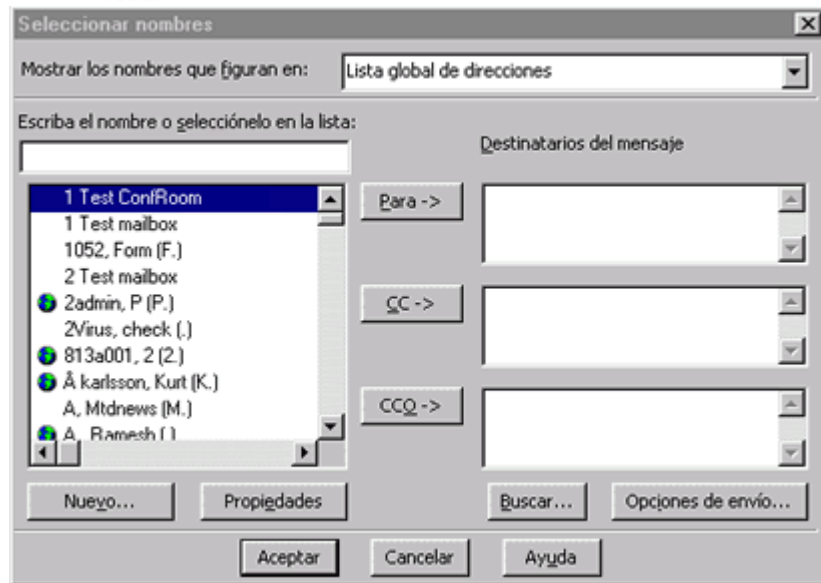 Seleccionar nombres
Mostrar los nombres que figuran en: Lista global de direcciones
Escriba el nombre o selecciónelo en la lista:
Destinatarios del mensaje
1 Test ConfRoom
1 Test mailbox
1052, Form (F.)
2 Test mailbox
2admin, P (P.)
2Virus, check (.)
813a001, 2 (2.)
Å karlsson, Kurt (K.)
A, Mtdnews (M.)
A, Ramesh (.)
Para ->
CC ->
CCO ->
Nuevo... Propiedades Buscar... Opciones de envío...
Aceptar Cancelar Ayuda